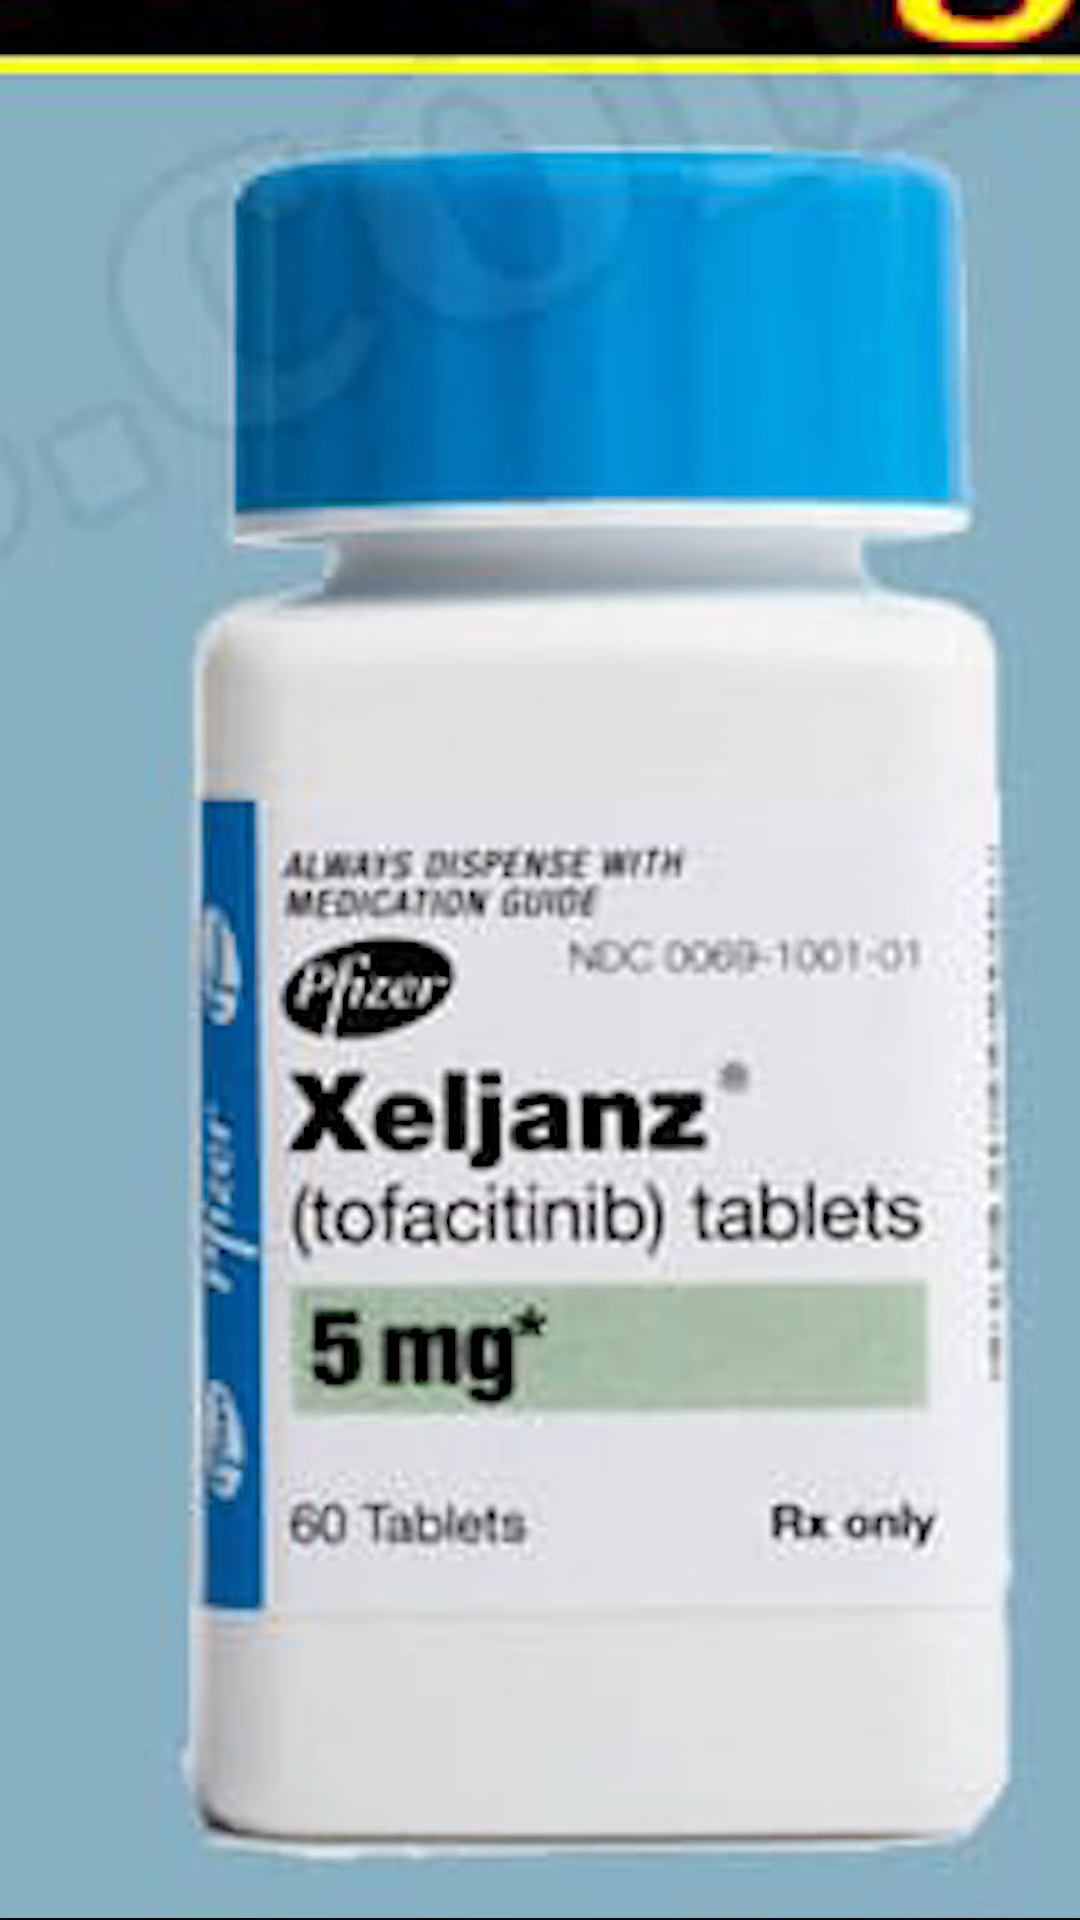 ALWAYS DISPENSE WITH
MEDICATION GUIDE
NDC 0069-1001-01
Pfizer
Xeljanz®
(tofacitinib) tablets
5 mg*
60 Tablets
Rx only
Pfizer